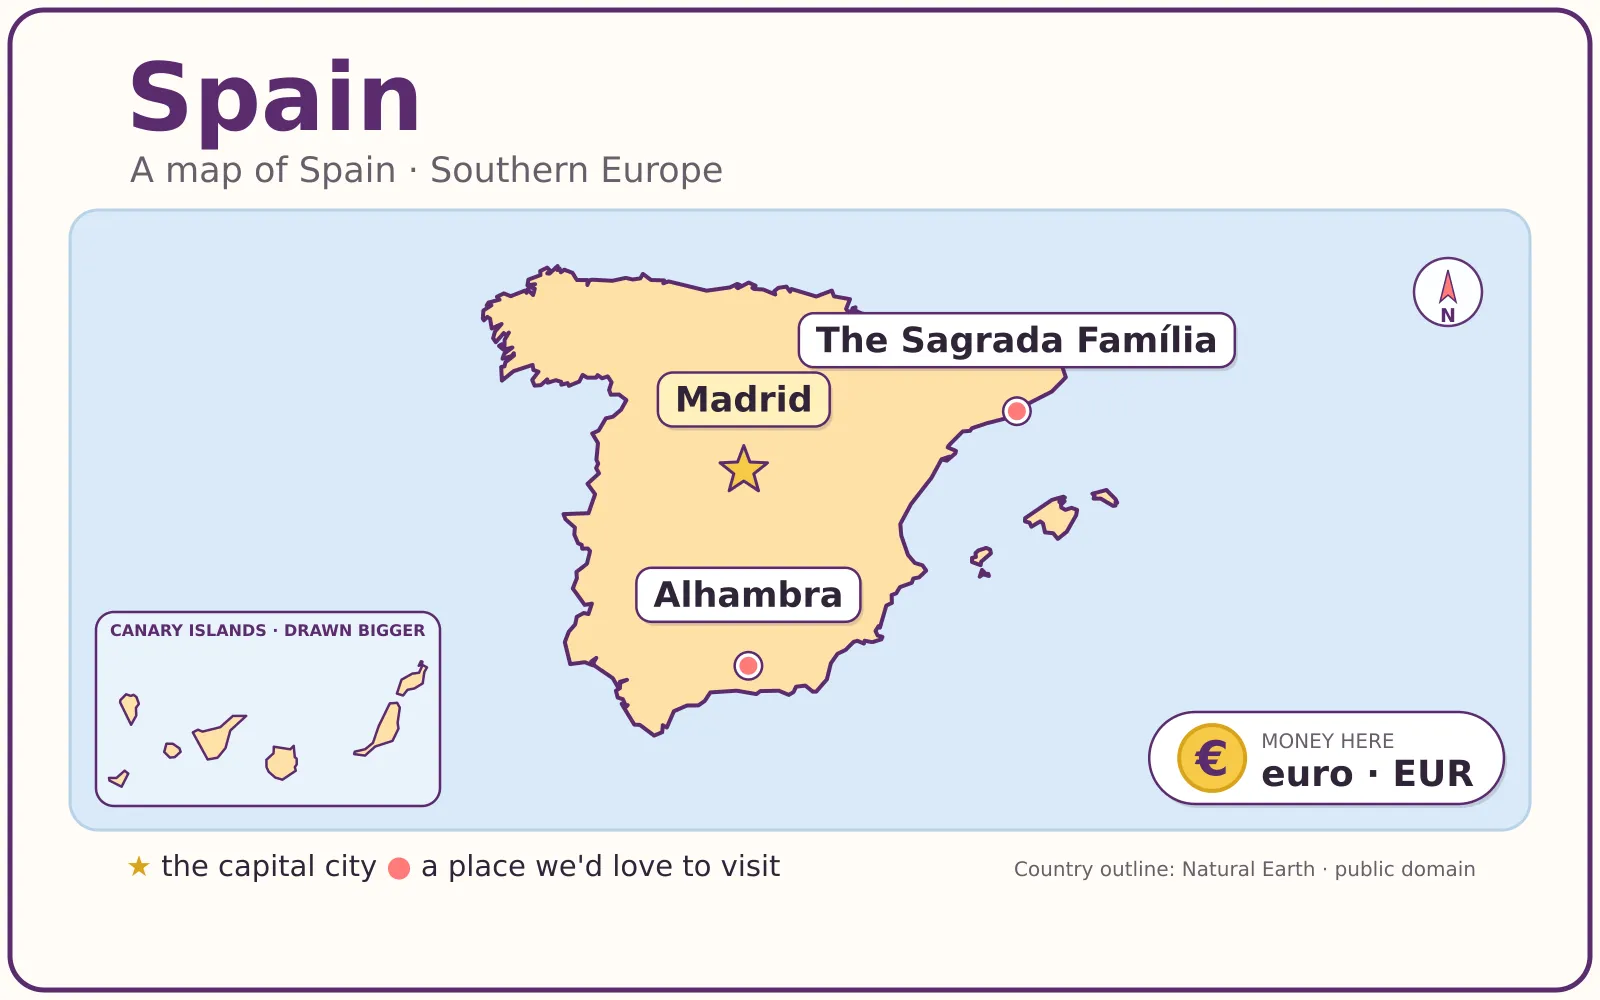 Spain
A map of Spain · Southern Europe
N
The Sagrada Família
Madrid
Alhambra
CANARY ISLANDS · DRAWN BIGGER
€
MONEY HERE
euro · EUR
★ the capital city ● a place we'd love to visit
Country outline: Natural Earth · public domain